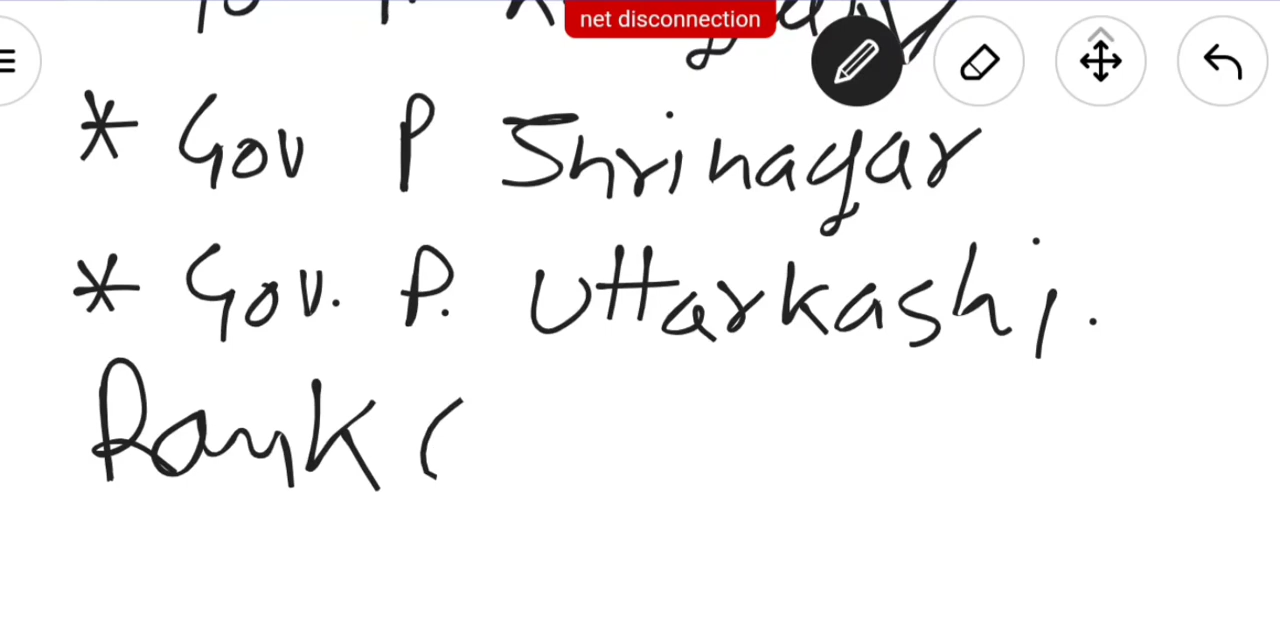 net disconnection
* Gov P Shrinagar
* Gov. P. Uttarkashi.
Rank (